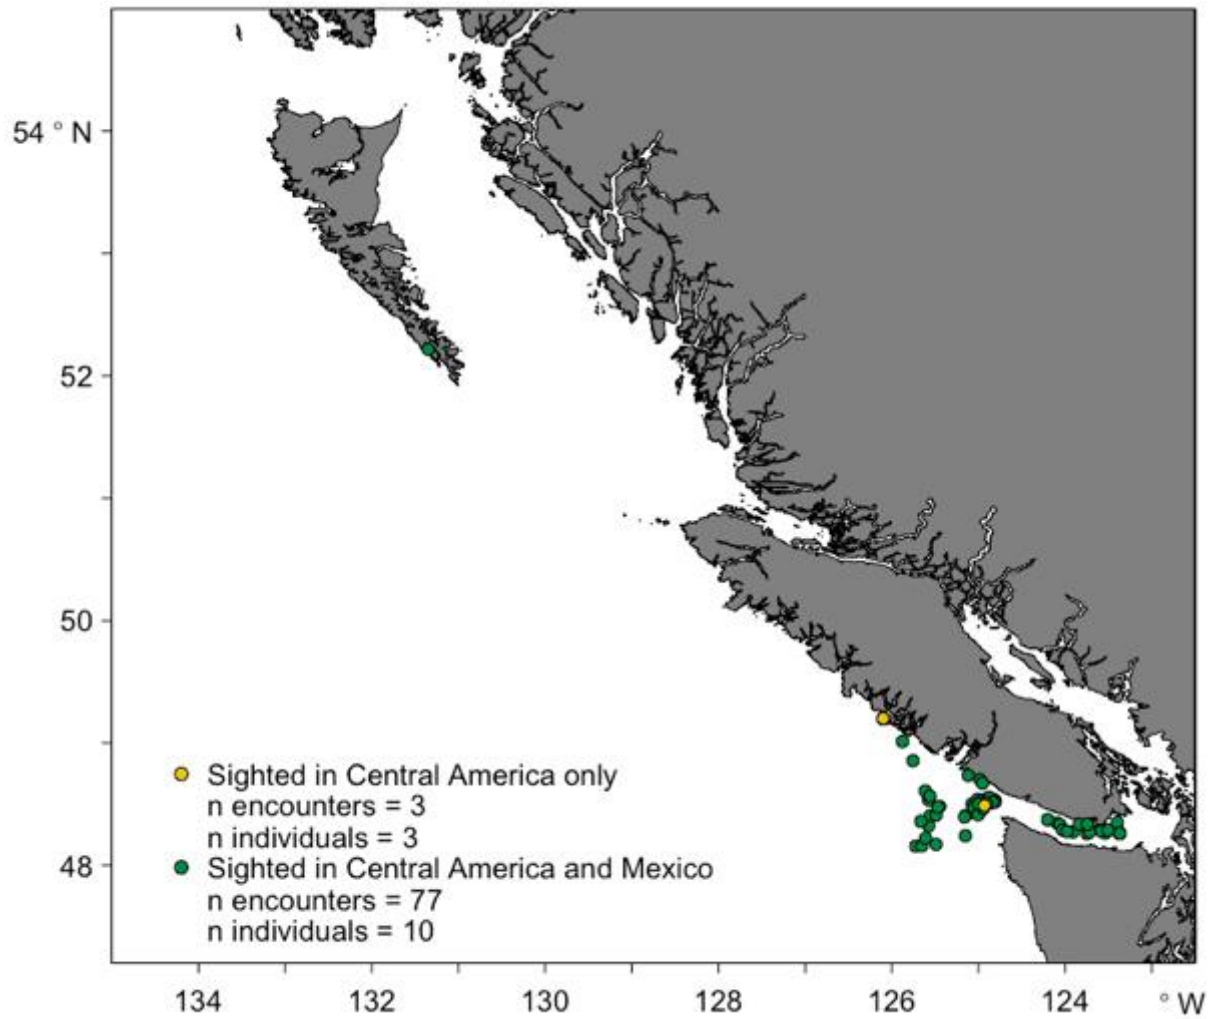 54 ° N
52
50
48
Sighted in Central America only
n encounters = 3
n individuals = 3
Sighted in Central America and Mexico
n encounters = 77
n individuals = 10
134 132 130 128 126 124 ° W